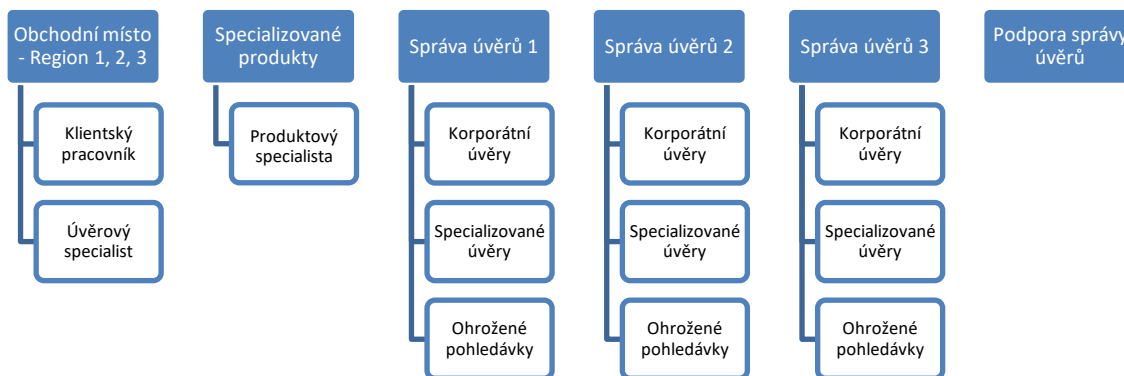 Obchodní místo
- Region 1, 2, 3
Klientský
pracovník
Úvěrový
specialist
Specializované
produkty
Produktový
specialista
Správa úvěrů 1
Korporátní
úvěry
Specializované
úvěry
Ohrožené
pohledávky
Správa úvěrů 2
Korporátní
úvěry
Specializované
úvěry
Ohrožené
pohledávky
Správa úvěrů 3
Korporátní
úvěry
Specializované
úvěry
Ohrožené
pohledávky
Podpora správy
úvěrů